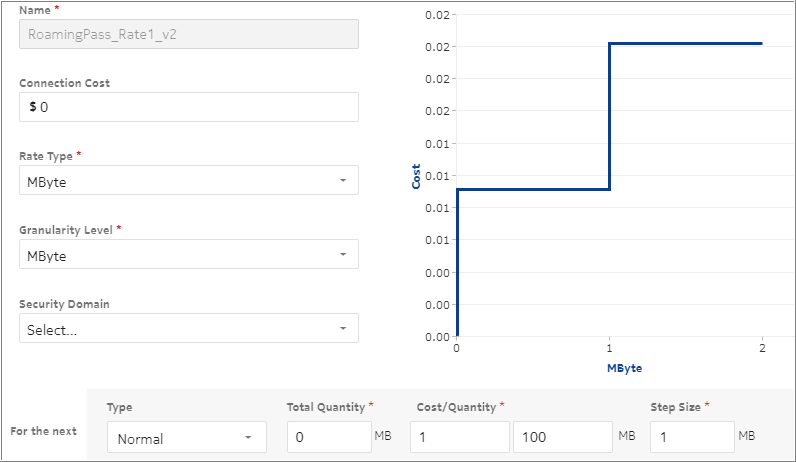 Name *
RoamingPass_Rate1_v2
Connection Cost
$ 0
Rate Type *
MByte
Granularity Level *
MByte
Security Domain
Select...
0.02
0.02
0.02
0.02
0.01
0.01
0.01
0.01
0.00
0.00
0.00
Cost
0 1 2
MByte
For the next
Type Total Quantity * Cost/Quantity * Step Size *
Normal 0 MB 1 100 MB 1 MB